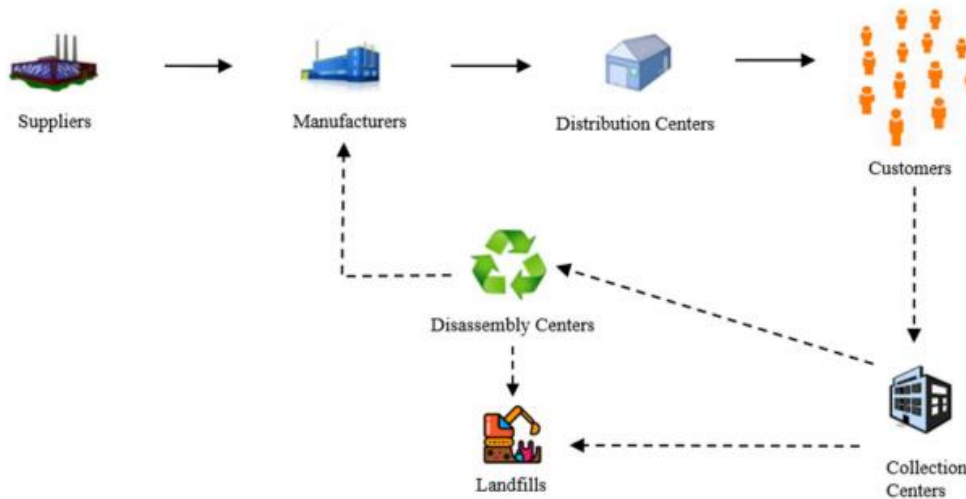 Suppliers
Manufacturers
Distribution Centers
Customers
Disassembly Centers
Landfills
Collection
Centers